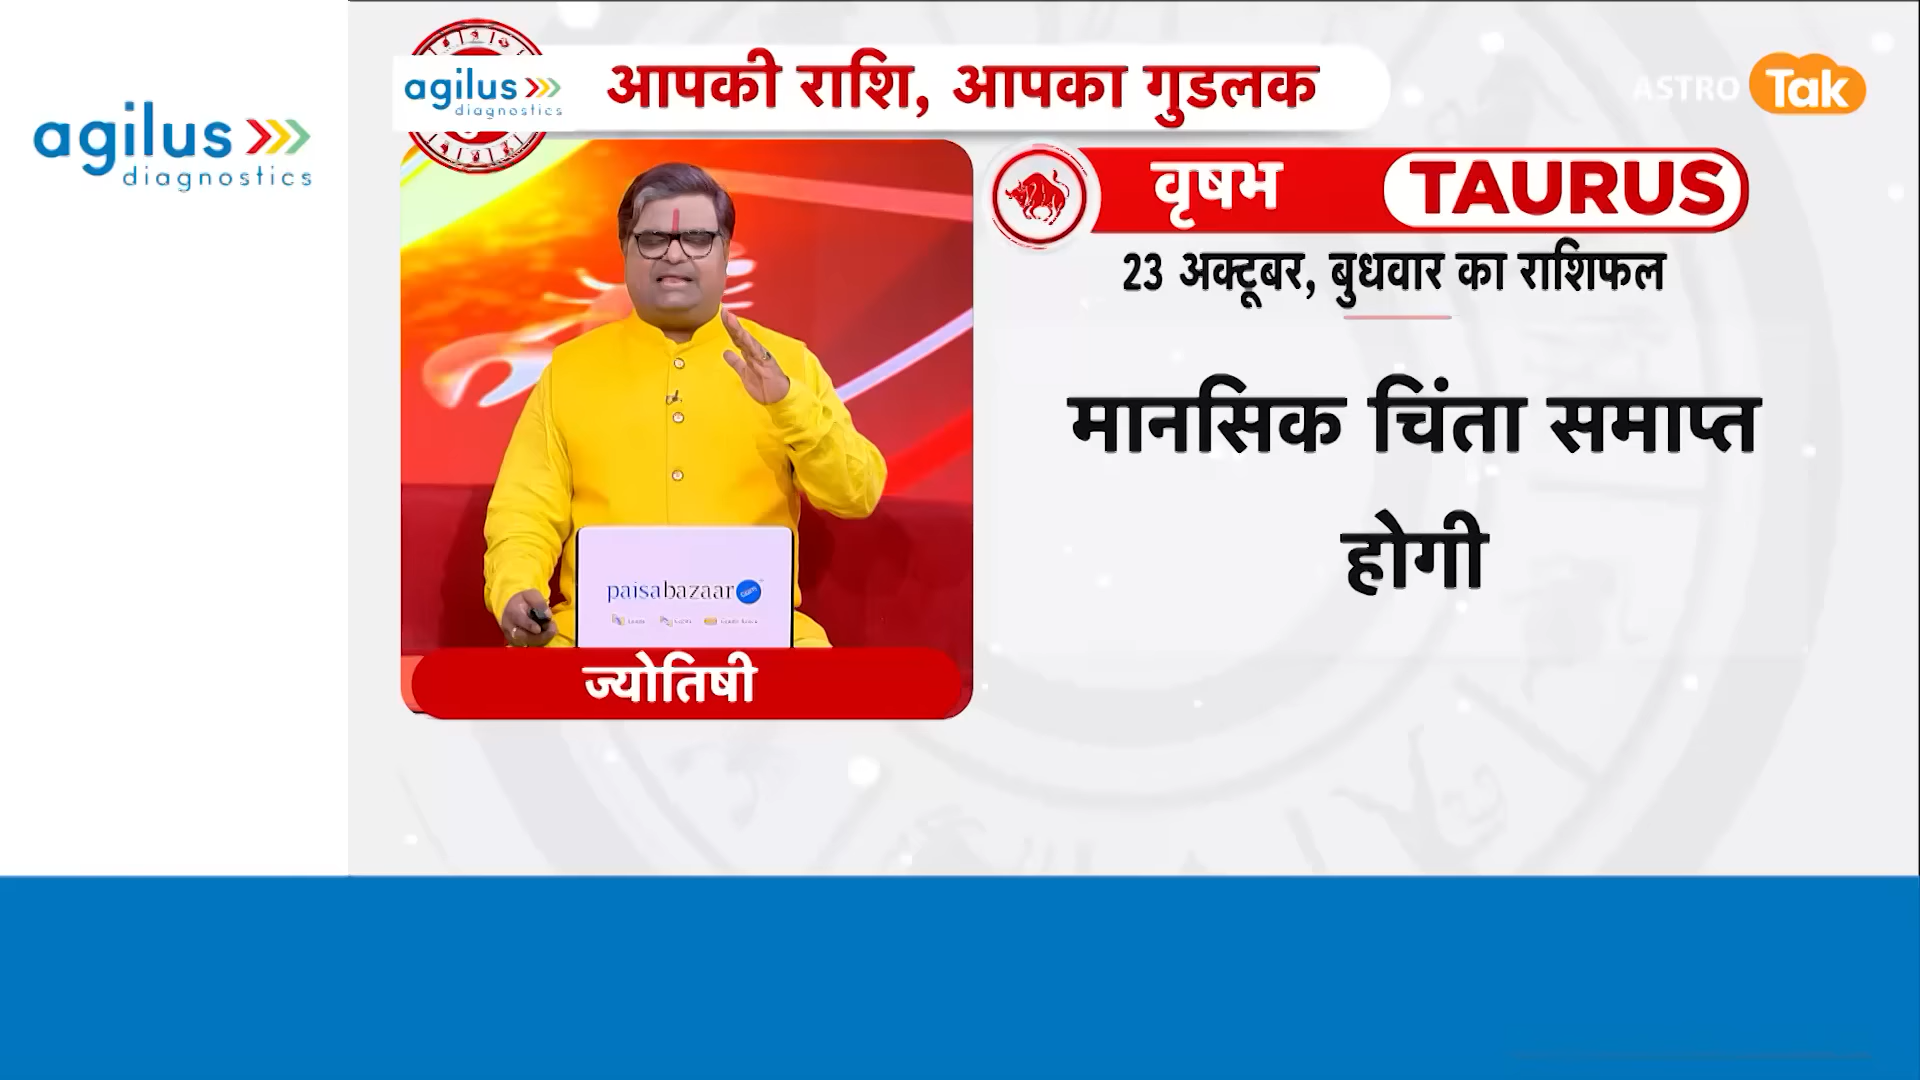 agilus
diagnostics
agilus
diagnostics
आपकी राशि, आपका गुडलक
ASTRO Tak
वृषभ TAURUS
23 अक्टूबर, बुधवार का राशिफल
मानसिक चिंता समाप्त
होगी
paisabazaar
ज्योतिषी